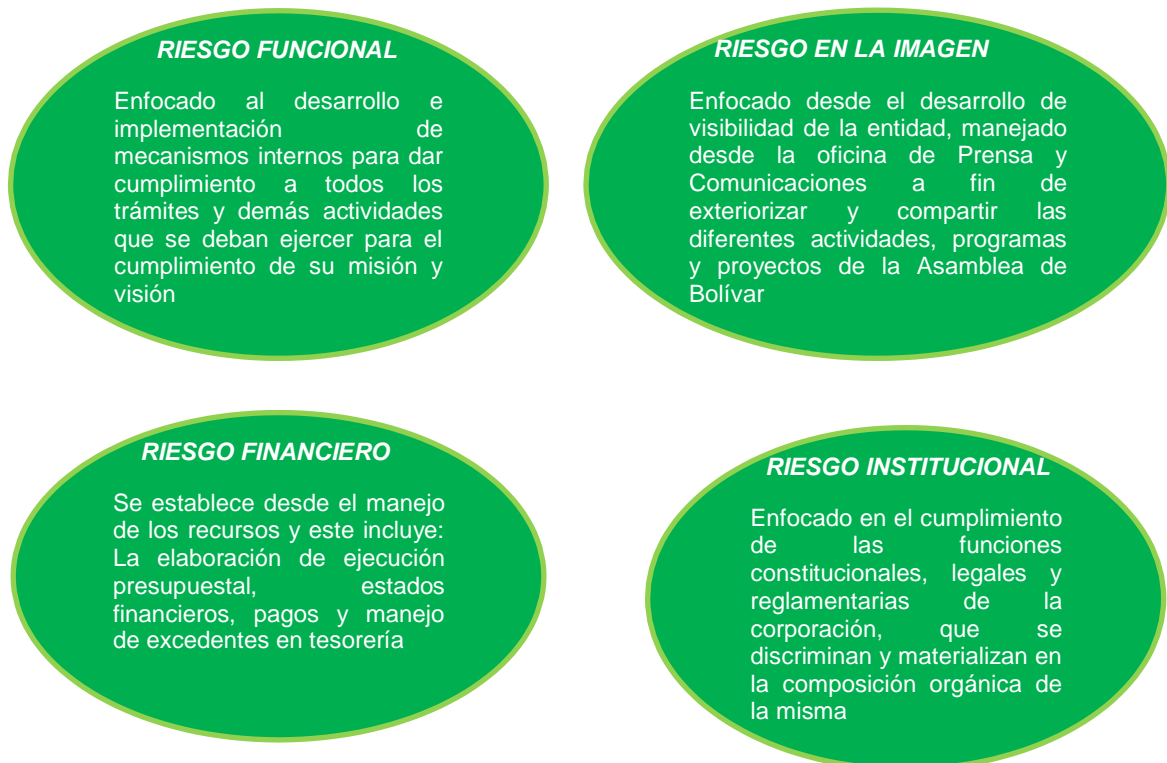 RIESGO FUNCIONAL
Enfocado al desarrollo e
implementación de
mecanismos internos para dar
cumplimiento a todos los
trámites y demás actividades
que se deban ejercer para el
cumplimiento de su misión y
visión
RIESGO EN LA IMAGEN
Enfocado desde el desarrollo de
visibilidad de la entidad, manejado
desde la oficina de Prensa y
Comunicaciones a fin de
exteriorizar y compartir las
diferentes actividades, programas
y proyectos de la Asamblea de
Bolívar
RIESGO FINANCIERO
Se establece desde el manejo
de los recursos y este incluye:
La elaboración de ejecución
presupuestal, estados
financieros, pagos y manejo
de excedentes en tesorería
RIESGO INSTITUCIONAL
Enfocado en el cumplimiento
de las funciones
constitucionales, legales y
reglamentarias de la
corporación, que se
discriminan y materializan en
la composición orgánica de
la misma